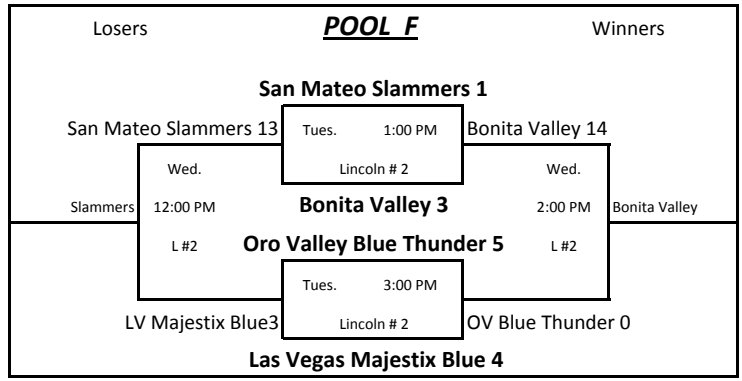 Losers POOL F Winners
San Mateo Slammers 1
San Mateo Slammers 13 Tues. 1:00 PM Bonita Valley 14
Wed. Lincoln # 2 Wed.
Slammers 12:00 PM Bonita Valley 3 2:00 PM Bonita Valley
L #2 Oro Valley Blue Thunder 5 L #2
Tues. 3:00 PM
LV Majestix Blue3 Lincoln # 2 OV Blue Thunder 0
Las Vegas Majestix Blue 4